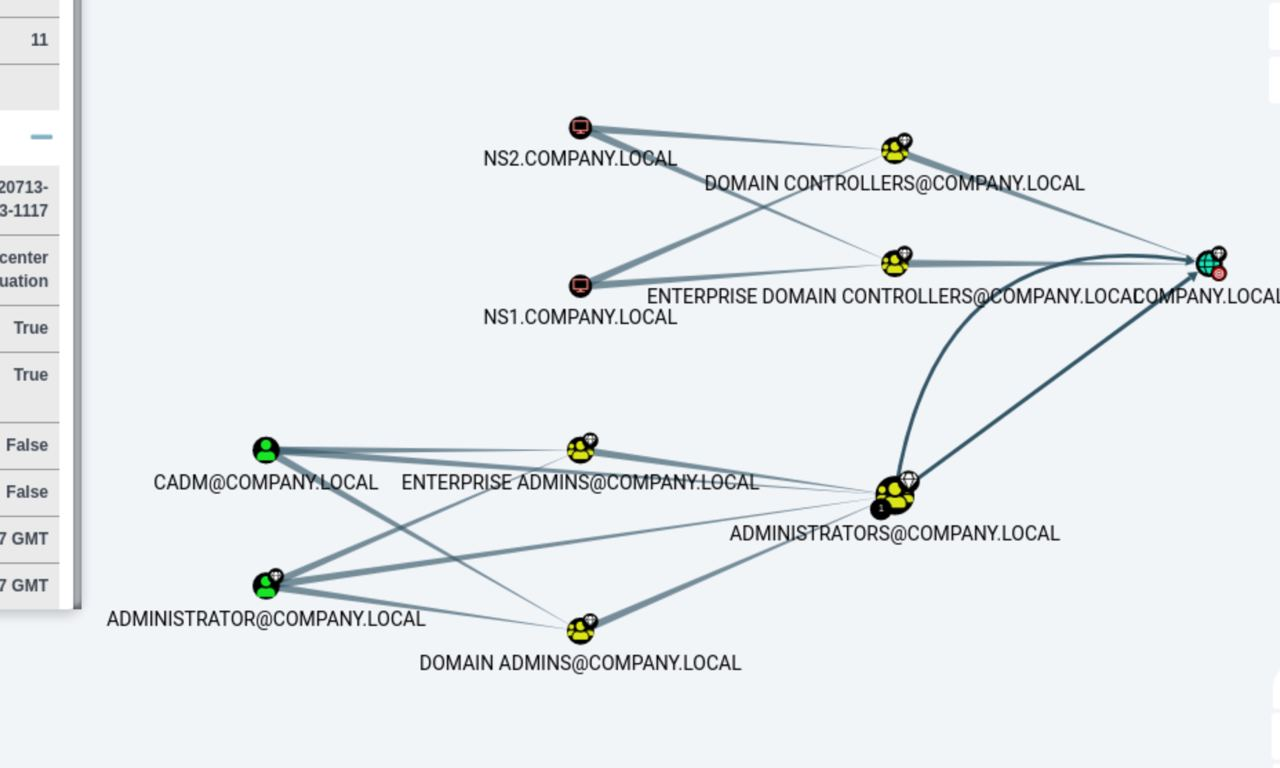 11
20713-
3-1117
center
uation
True
True
False
False
7 GMT
7 GMT
NS2.COMPANY.LOCAL
DOMAIN CONTROLLERS@COMPANY.LOCAL
NS1.COMPANY.LOCAL
ENTERPRISE DOMAIN CONTROLLERS@COMPANY.LOCAL
COMPANY.LOCAL
CADM@COMPANY.LOCAL
ENTERPRISE ADMINS@COMPANY.LOCAL
1
ADMINISTRATORS@COMPANY.LOCAL
ADMINISTRATOR@COMPANY.LOCAL
DOMAIN ADMINS@COMPANY.LOCAL